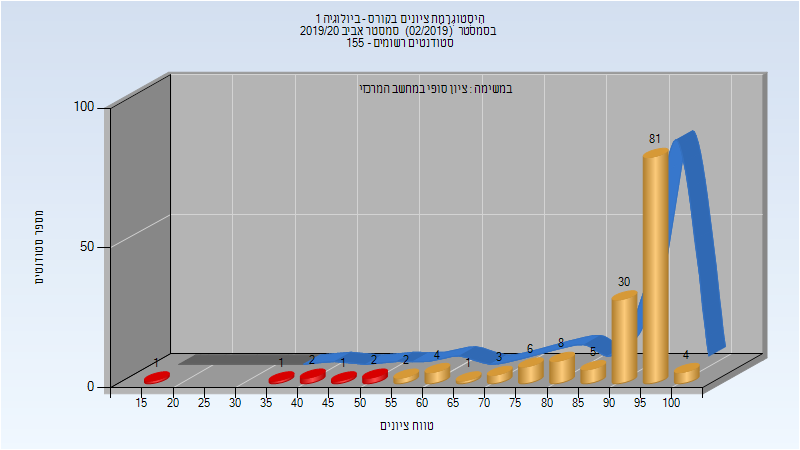 היסטוגרמת ציונים בקורס - ביולוגיה 1
בסמסטר (02/2019) סמסטר אביב 2019/20
סטודנטים רשומים - 155
במשימה : ציון סופי במחשב המרכזי
מספר סטודנטים
100
50
0
1 1 2 1 2 2 4 1 3 6 8 5 30 81 4
15 20 25 30 35 40 45 50 55 60 65 70 75 80 85 90 95 100
טווח ציונים